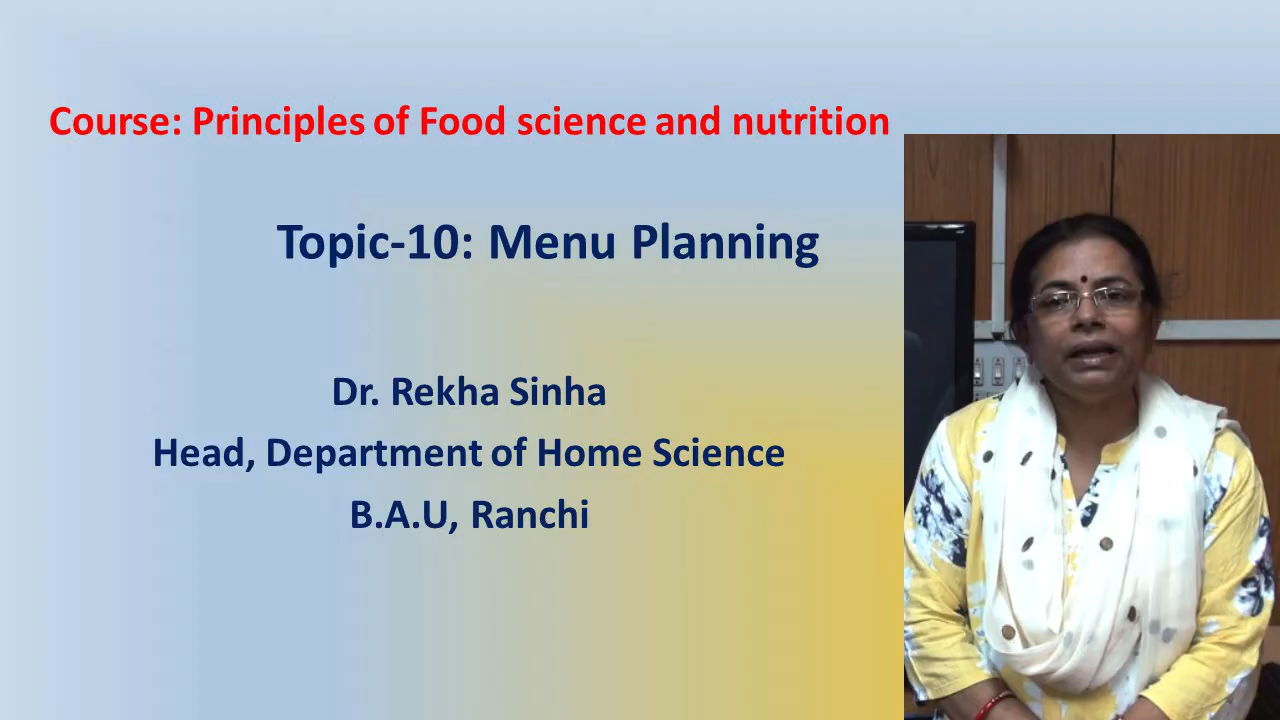 Course: Principles of Food science and nutrition
Topic-10: Menu Planning
Dr. Rekha Sinha
Head, Department of Home Science
B.A.U, Ranchi